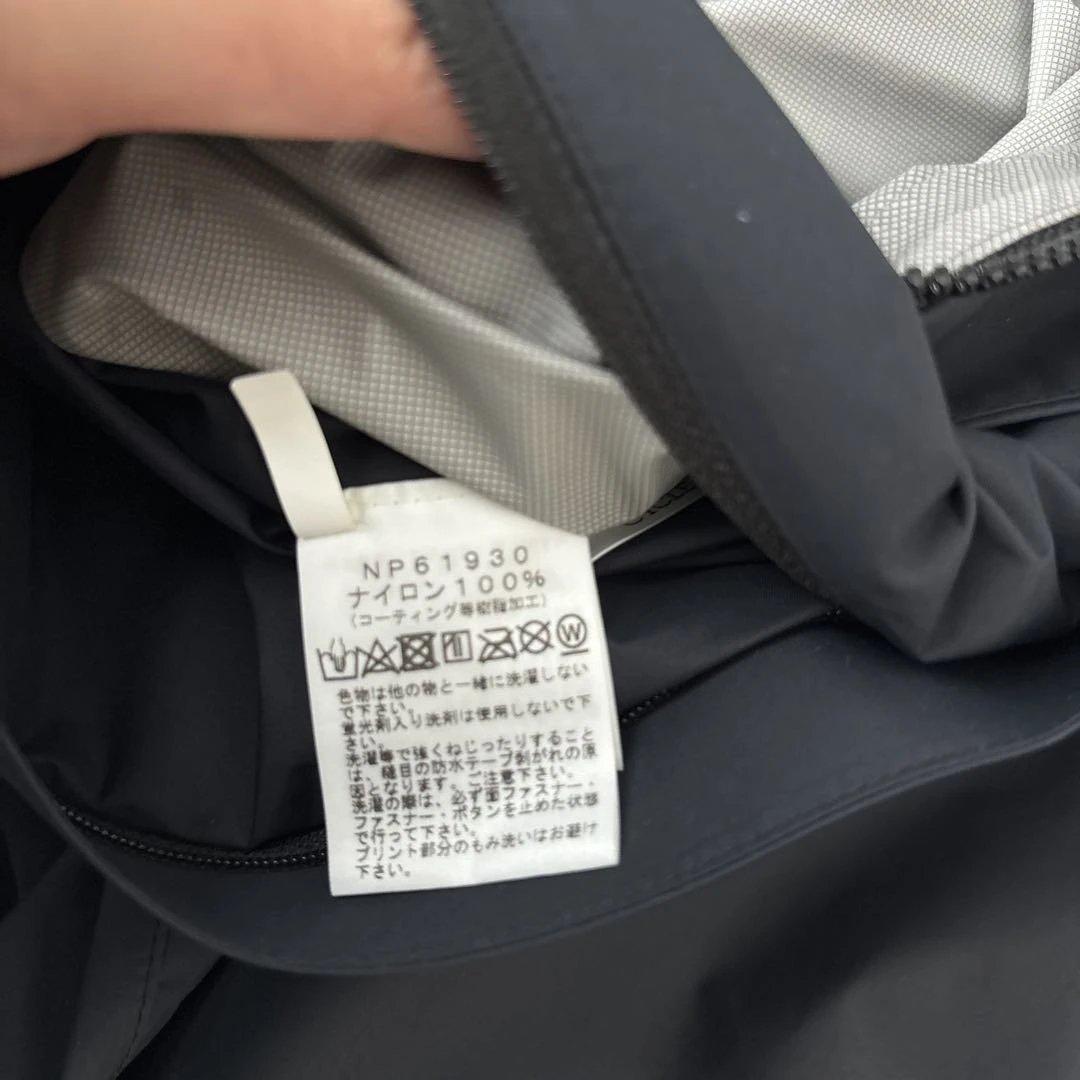 NP61930
ナイロン100%
(コーティング等樹脂加工)
W
色物は他の物と一緒に洗濯しない
で下さい。
蛍光剤入り洗剤は使用しないで下
さい。
洗濯等で強くねじったりすること
は、縫目の防水テープ剥がれの原
因となります。ご注意下さい。
洗濯の際は、必ず面ファスナー・
ファスナー・ボタンを止めた状態
で行って下さい。
プリント部分のもみ洗いはお避け
下さい。